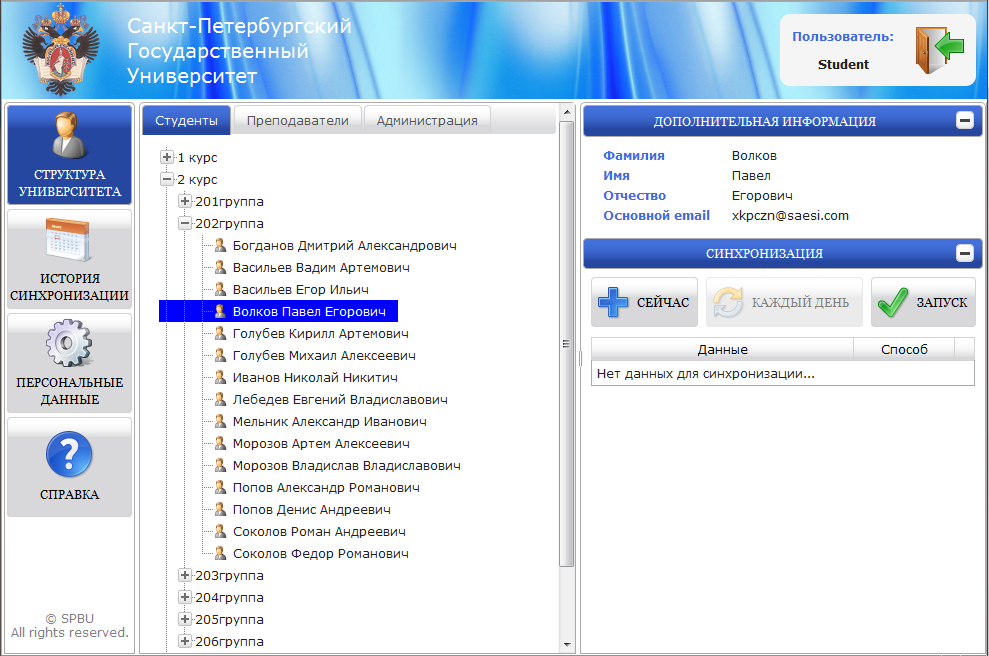 Санкт-Петербургский
Государственный
Университет
Пользователь:
Student
СТРУКТУРА
УНИВЕРСИТЕТА
ИСТОРИЯ
СИНХРОНИЗАЦИИ
ПЕРСОНАЛЬНЫЕ
ДАННЫЕ
СПРАВКА
© SPBU
All rights reserved.
Студенты Преподаватели Администрация
1 курс
2 курс
201группа
202группа
Богданов Дмитрий Александрович
Васильев Вадим Артемович
Васильев Егор Ильич
Волков Павел Егорович
Голубев Кирилл Артемович
Голубев Михаил Алексеевич
Иванов Николай Никитич
Лебедев Евгений Владиславович
Мельник Александр Иванович
Морозов Артем Алексеевич
Морозов Владислав Владиславович
Попов Александр Романович
Попов Денис Андреевич
Соколов Роман Андреевич
Соколов Федор Романович
203группа
204группа
205группа
206группа
ДОПОЛНИТЕЛЬНАЯ ИНФОРМАЦИЯ
Фамилия Волков
Имя Павел
Отчество Егорович
Основной email xkpczn@saesi.com
СИНХРОНИЗАЦИЯ
СЕЙЧАС КАЖДЫЙ ДЕНЬ ЗАПУСК
Данные Способ
Нет данных для синхронизации...